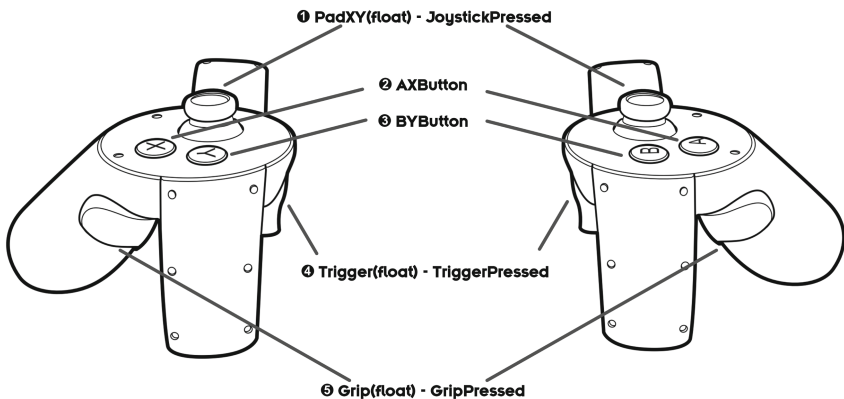 ❶ PadXY(float) - JoystickPressed
❷ AXButton
❸ BYButton
X
Y
B
A
❹ Trigger(float) - TriggerPressed
❺ Grip(float) - GripPressed